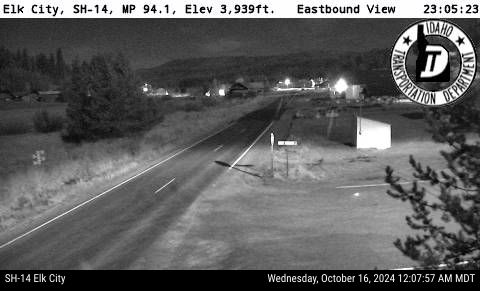 Elk City, SH-14, MP 94.1, Elev 3,939ft. Eastbound View 23:05:23
IDAHO
TRANSPORTATION DEPARTMENT
SH-14 Elk City Wednesday, October 16, 2024 12:07:57 AM MDT